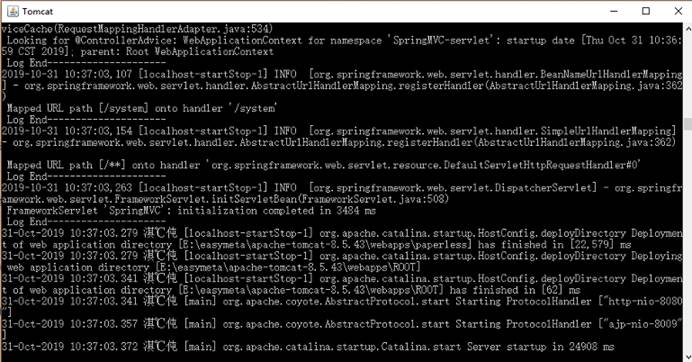 Tomcat
viceCache(RequestMappingHandlerAdapter.java:534)
Looking for @ControllerAdvice: WebApplicationContext for namespace 'SpringMVC-servlet': startup date [Thu Oct 31 10:36:
59 CST 2019]; parent: Root WebApplicationContext
Log End---------------------
2019-10-31 10:37:03,107 [localhost-startStop-1] INFO  [org.springframework.web.servlet.handler.BeanNameUrlHandlerMapping
] - org.springframework.web.servlet.handler.AbstractUrlHandlerMapping.registerHandler(AbstractUrlHandlerMapping.java:362
)
Mapped URL path [/system] onto handler '/system'
Log End---------------------
2019-10-31 10:37:03,154 [localhost-startStop-1] INFO  [org.springframework.web.servlet.handler.SimpleUrlHandlerMapping]
- org.springframework.web.servlet.handler.AbstractUrlHandlerMapping.registerHandler(AbstractUrlHandlerMapping.java:362)
Mapped URL path [/**] onto handler 'org.springframework.web.servlet.resource.DefaultServletHttpRequestHandler#0'
Log End---------------------
2019-10-31 10:37:03,263 [localhost-startStop-1] INFO  [org.springframework.web.servlet.DispatcherServlet] - org.springfr
amework.web.servlet.FrameworkServlet.initServletBean(FrameworkServlet.java:508)
FrameworkServlet 'SpringMVC': initialization completed in 3484 ms
Log End---------------------
31-Oct-2019 10:37:03.279 淇℃伅 [localhost-startStop-1] org.apache.catalina.startup.HostConfig.deployDirectory Deploymen
t of web application directory [E:\easymeta\apache-tomcat-8.5.43\webapps\paperless] has finished in [22,579] ms
31-Oct-2019 10:37:03.279 淇℃伅 [localhost-startStop-1] org.apache.catalina.startup.HostConfig.deployDirectory Deploying
web application directory [E:\easymeta\apache-tomcat-8.5.43\webapps\ROOT]
31-Oct-2019 10:37:03.341 淇℃伅 [localhost-startStop-1] org.apache.catalina.startup.HostConfig.deployDirectory Deploymen
t of web application directory [E:\easymeta\apache-tomcat-8.5.43\webapps\ROOT] has finished in [62] ms
31-Oct-2019 10:37:03.341 淇℃伅 [main] org.apache.coyote.AbstractProtocol.start Starting ProtocolHandler ["http-nio-8080
"]
31-Oct-2019 10:37:03.357 淇℃伅 [main] org.apache.coyote.AbstractProtocol.start Starting ProtocolHandler ["ajp-nio-8009"
]
31-Oct-2019 10:37:03.372 淇℃伅 [main] org.apache.catalina.startup.Catalina.start Server startup in 24908 ms